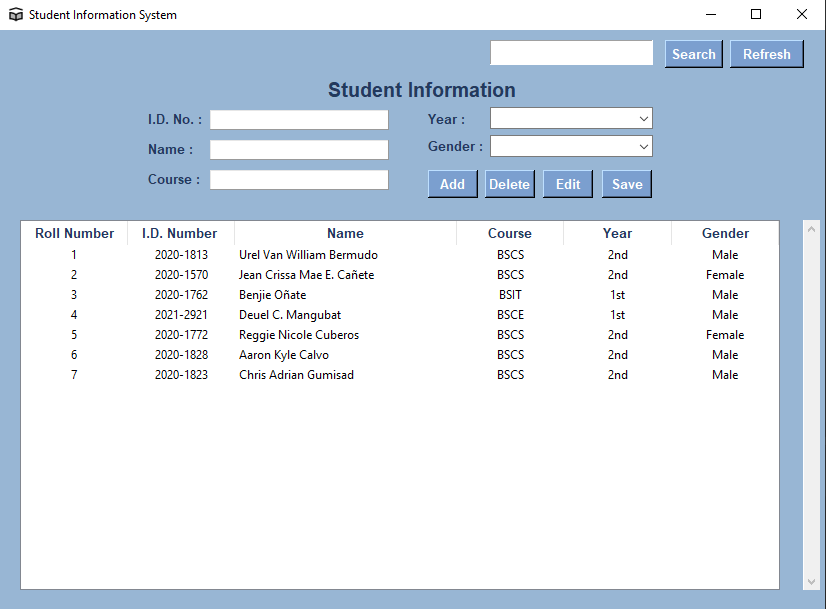 Student Information System
Search Refresh
Student Information
I.D. No. : Year :
Name : Gender :
Course : Add Delete Edit Save
Roll Number I.D. Number Name Course Year Gender
1 2020-1813 Urel Van William Bermudo BSCS 2nd Male
2 2020-1570 Jean Crissa Mae E. Cañete BSCS 2nd Female
3 2020-1762 Benjie Oñate BSIT 1st Male
4 2021-2921 Deuel C. Mangubat BSCE 1st Male
5 2020-1772 Reggie Nicole Cuberos BSCS 2nd Female
6 2020-1828 Aaron Kyle Calvo BSCS 2nd Male
7 2020-1823 Chris Adrian Gumisad BSCS 2nd Male